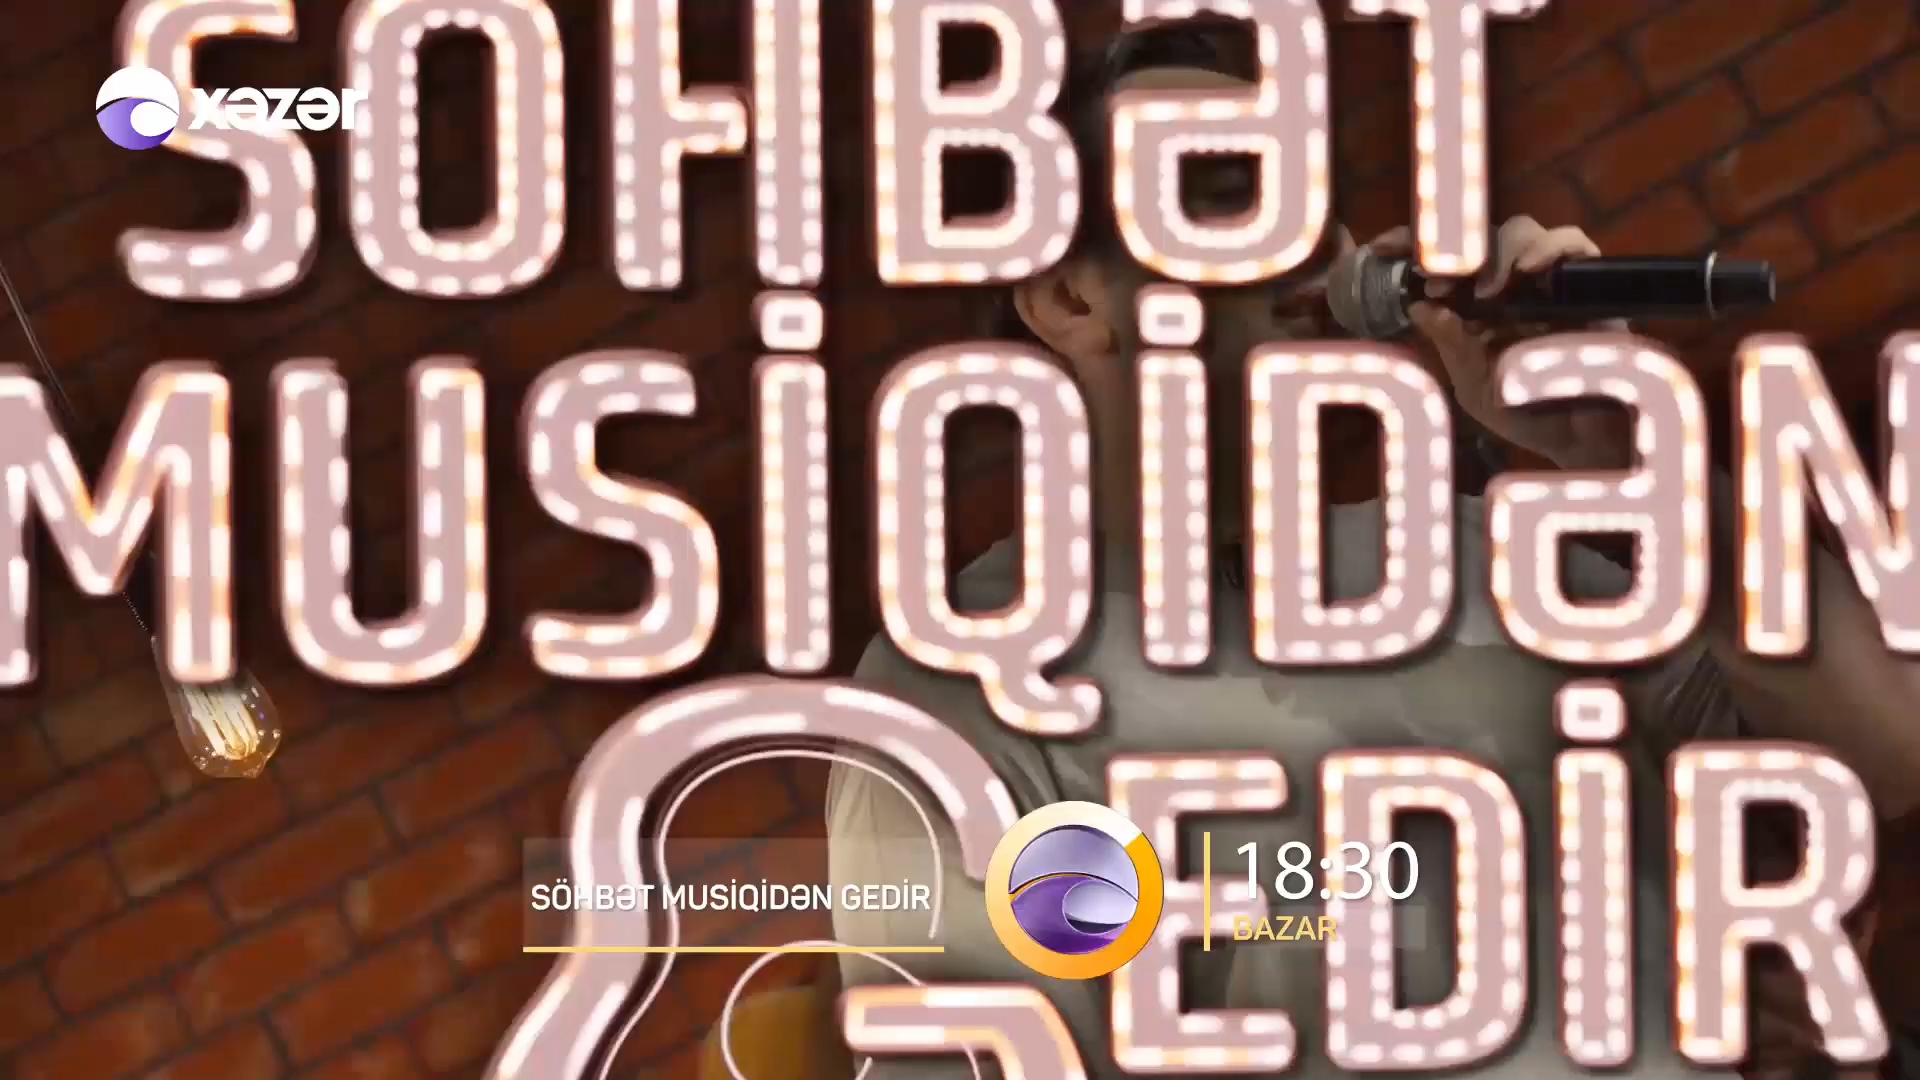 xəzər
SÖHBƏT
MUSİQİDƏN
GEDİR
SÖHBƏT MUSİQİDƏN GEDİR
18:30
BAZAR